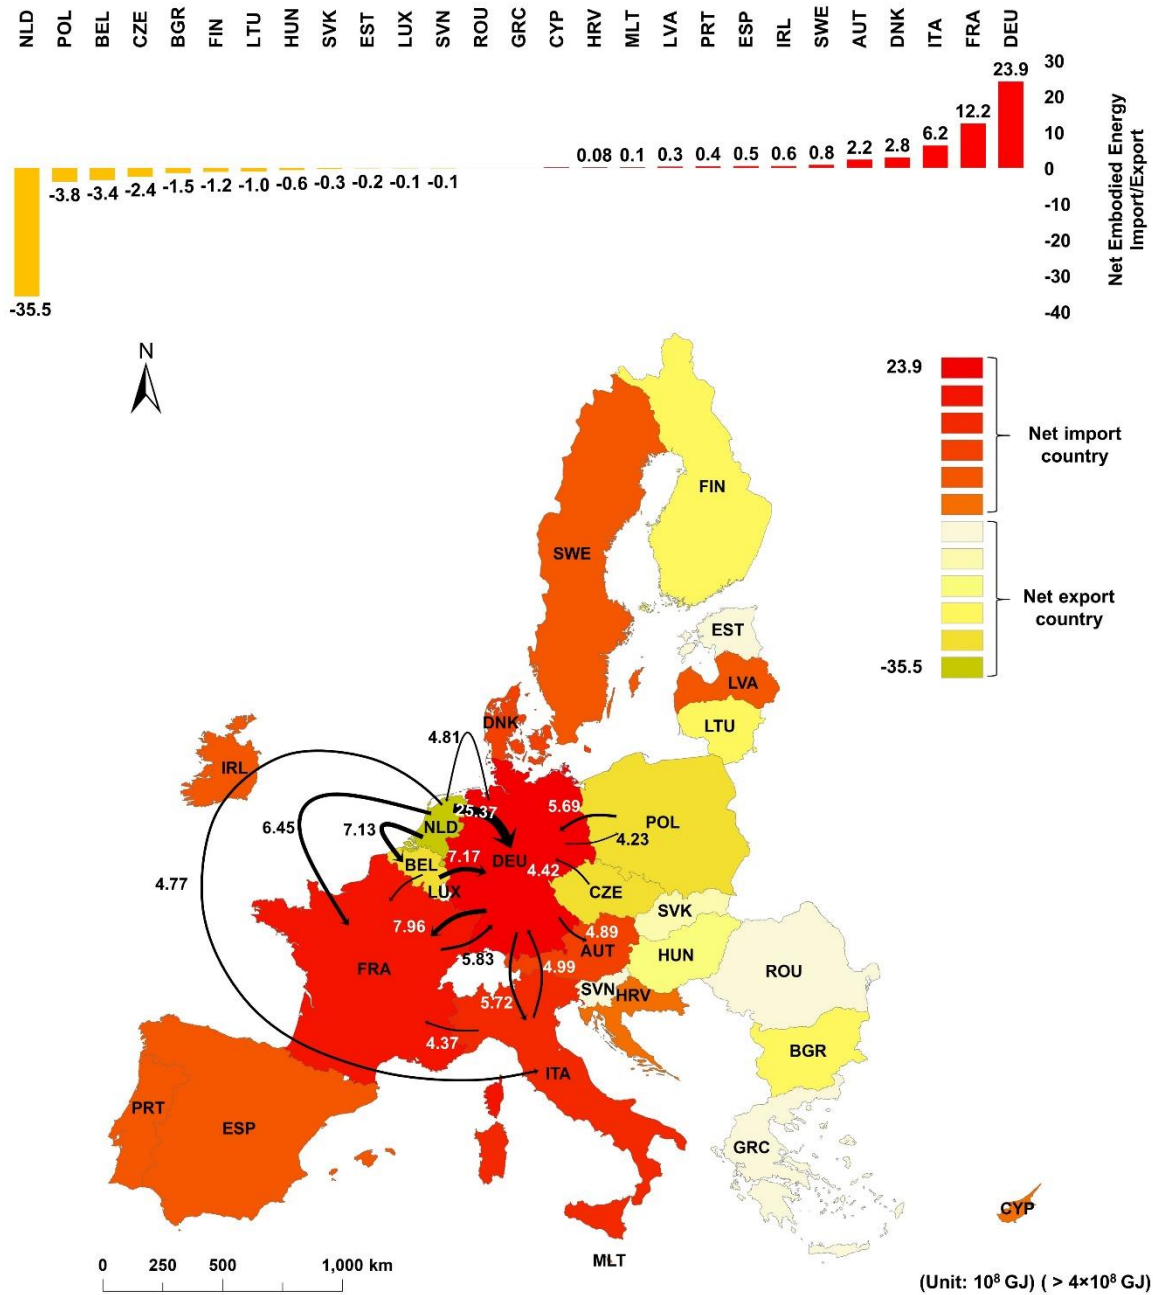 NLD POL BEL CZE BGR FIN LTU HUN SVK EST LUX SVN ROU GRC CYP HRV MLT LVA PRT ESP IRL SWE AUT DNK ITA FRA DEU
30
20
10
0
-10
-20
-30
-40
Net Embodied Energy
Import/Export
-35.5
-3.8 -3.4 -2.4 -1.5 -1.2 -1.0 -0.6 -0.3 -0.2 -0.1 -0.1
0.08 0.1 0.3 0.4 0.5 0.6 0.8 2.2 2.8 6.2 12.2 23.9
N
23.9
Net import
country
Net export
country
-35.5
FIN
SWE
EST
LVA
LTU
DNK
4.81
IRL
25.37
5.69
POL
6.45
7.13
NLD
4.23
7.17
DEU
BEL
4.42
4.77
LUX
CZE
SVK
7.96
4.89
AUT
5.83
HUN
FRA
4.99
ROU
SVN
HRV
5.72
4.37
BGR
ITA
PRT
ESP
GRC
CYP
MLT
0 250 500 1,000 km
(Unit: 10⁸ GJ) ( > 4×10⁸ GJ)